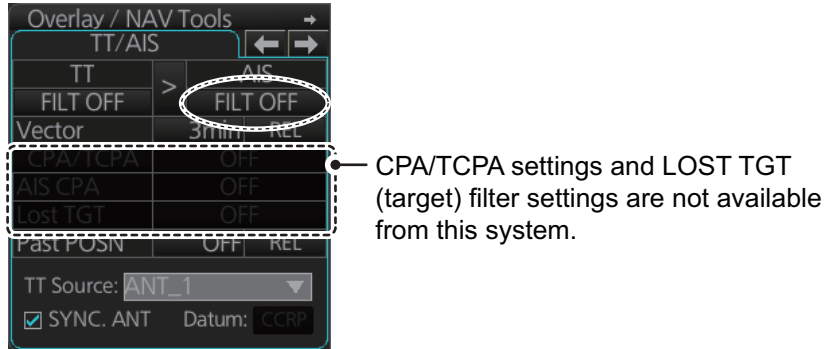 Overlay / NAV Tools
TT/AIS
TT > AIS
FILT OFF FILT OFF
Vector 3min REL
CPA/TCPA OFF
AIS CPA OFF
Lost TGT OFF
Past POSN OFF REL
TT Source: ANT_1
SYNC. ANT Datum: CCRP
CPA/TCPA settings and LOST TGT
(target) filter settings are not available
from this system.